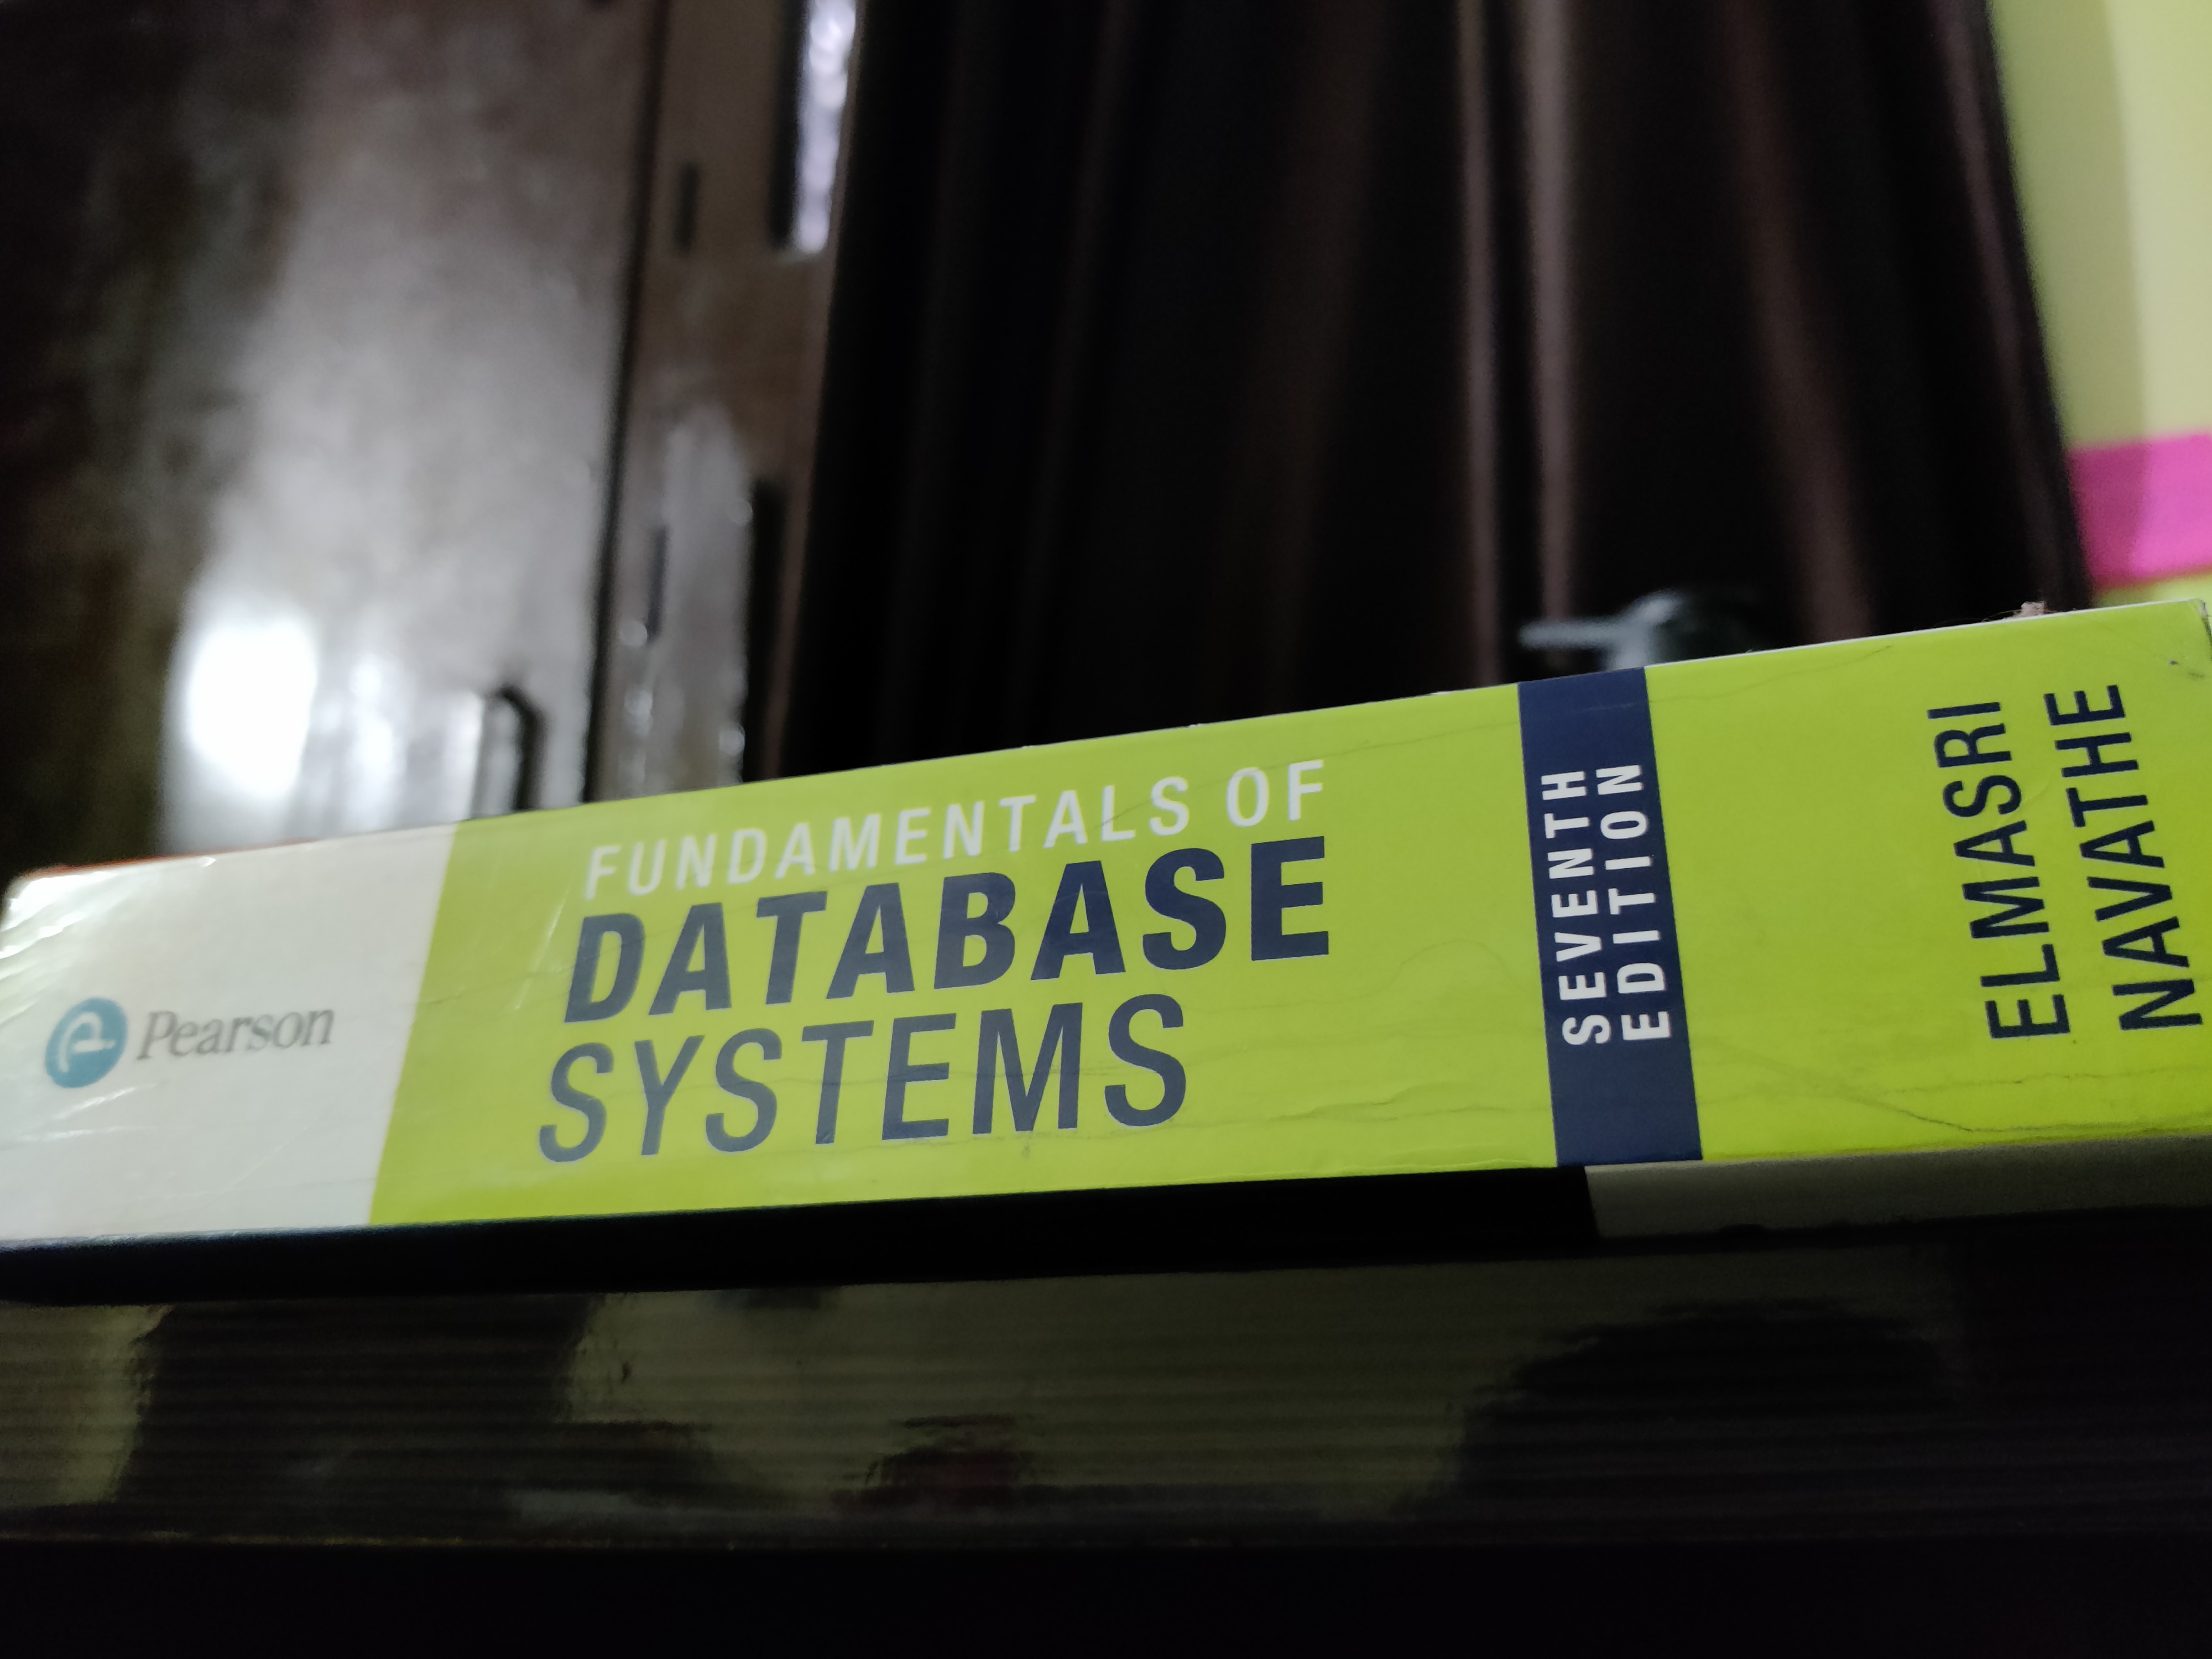 Pearson
FUNDAMENTALS OF
DATABASE
SYSTEMS
SEVENTH
EDITION
ELMASRI
NAVATHE